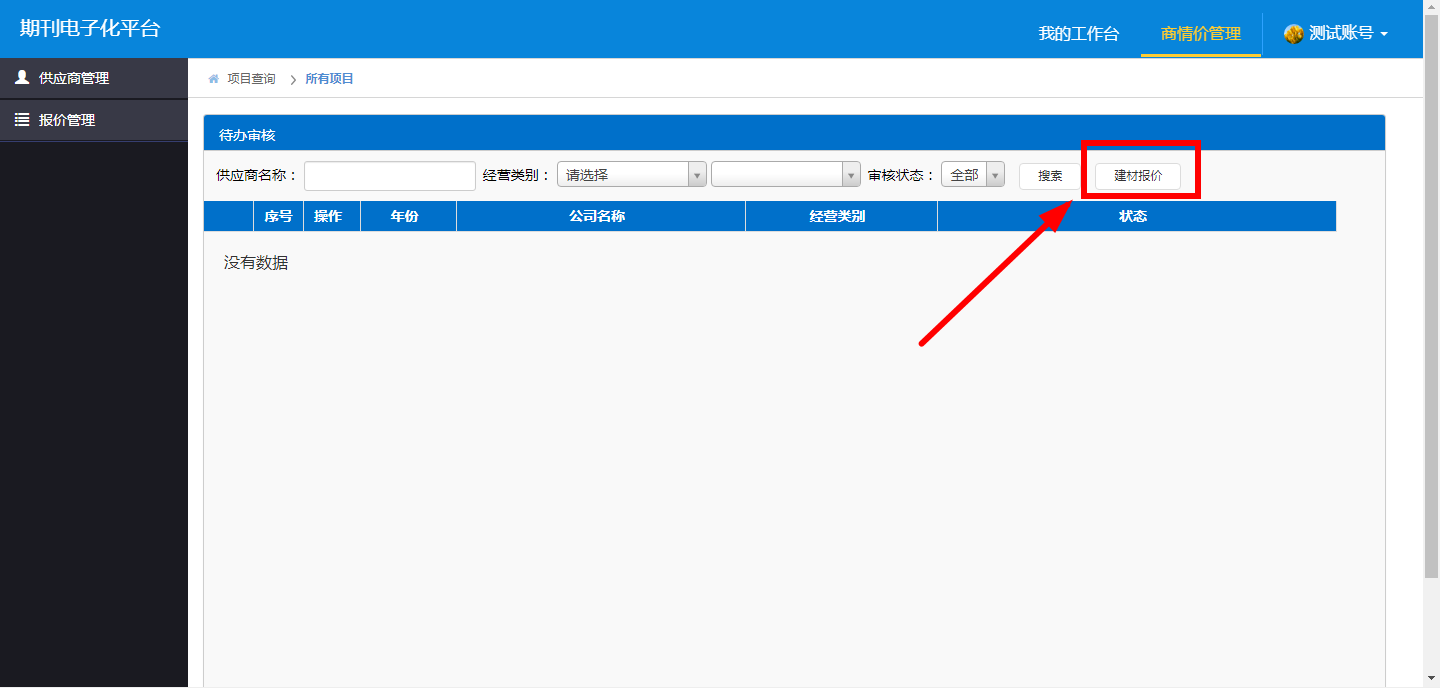 期刊电子化平台
我的工作台 商情价管理 测试账号
供应商管理
报价管理
项目查询 所有项目
待办审核
供应商名称： 经营类别： 请选择 审核状态： 全部 搜索 建材报价
序号 操作 年份 公司名称 经营类别 状态
没有数据